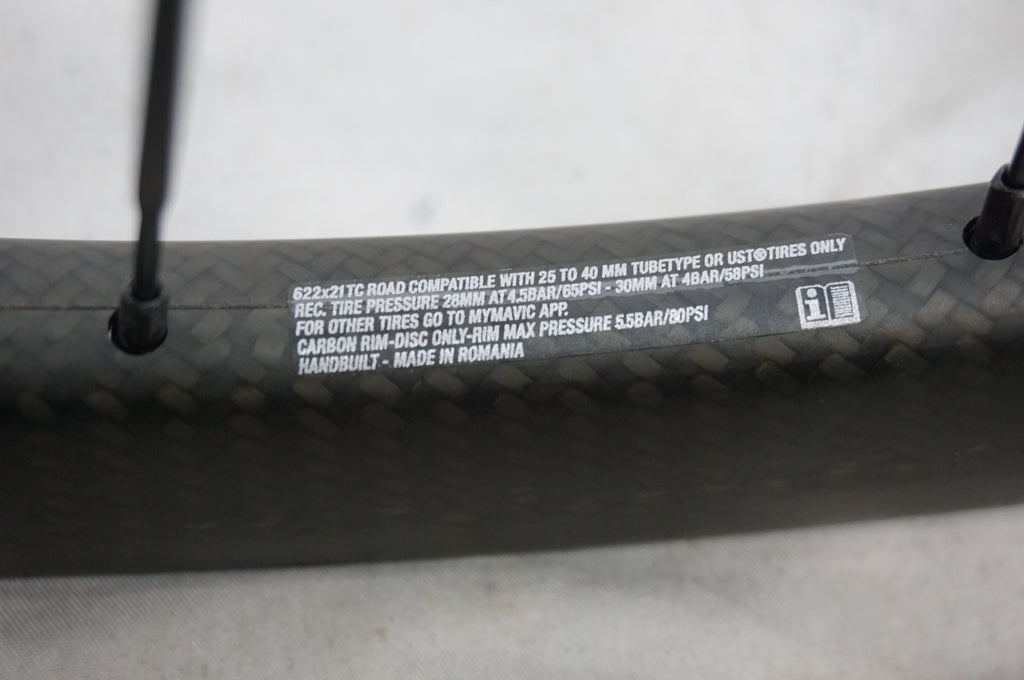 622x21TC ROAD COMPATIBLE WITH 25 TO 40 MM TUBETYPE OR UST® TIRES ONLY
REC. TIRE PRESSURE 28MM AT 4,5BAR/65PSI - 30MM AT 4BAR/58PSI
FOR OTHER TIRES GO TO MYMAVIC APP.
CARBON RIM-DISC ONLY-RIM MAX PRESSURE 5.5BAR/80PSI
HANDBUILT - MADE IN ROMANIA